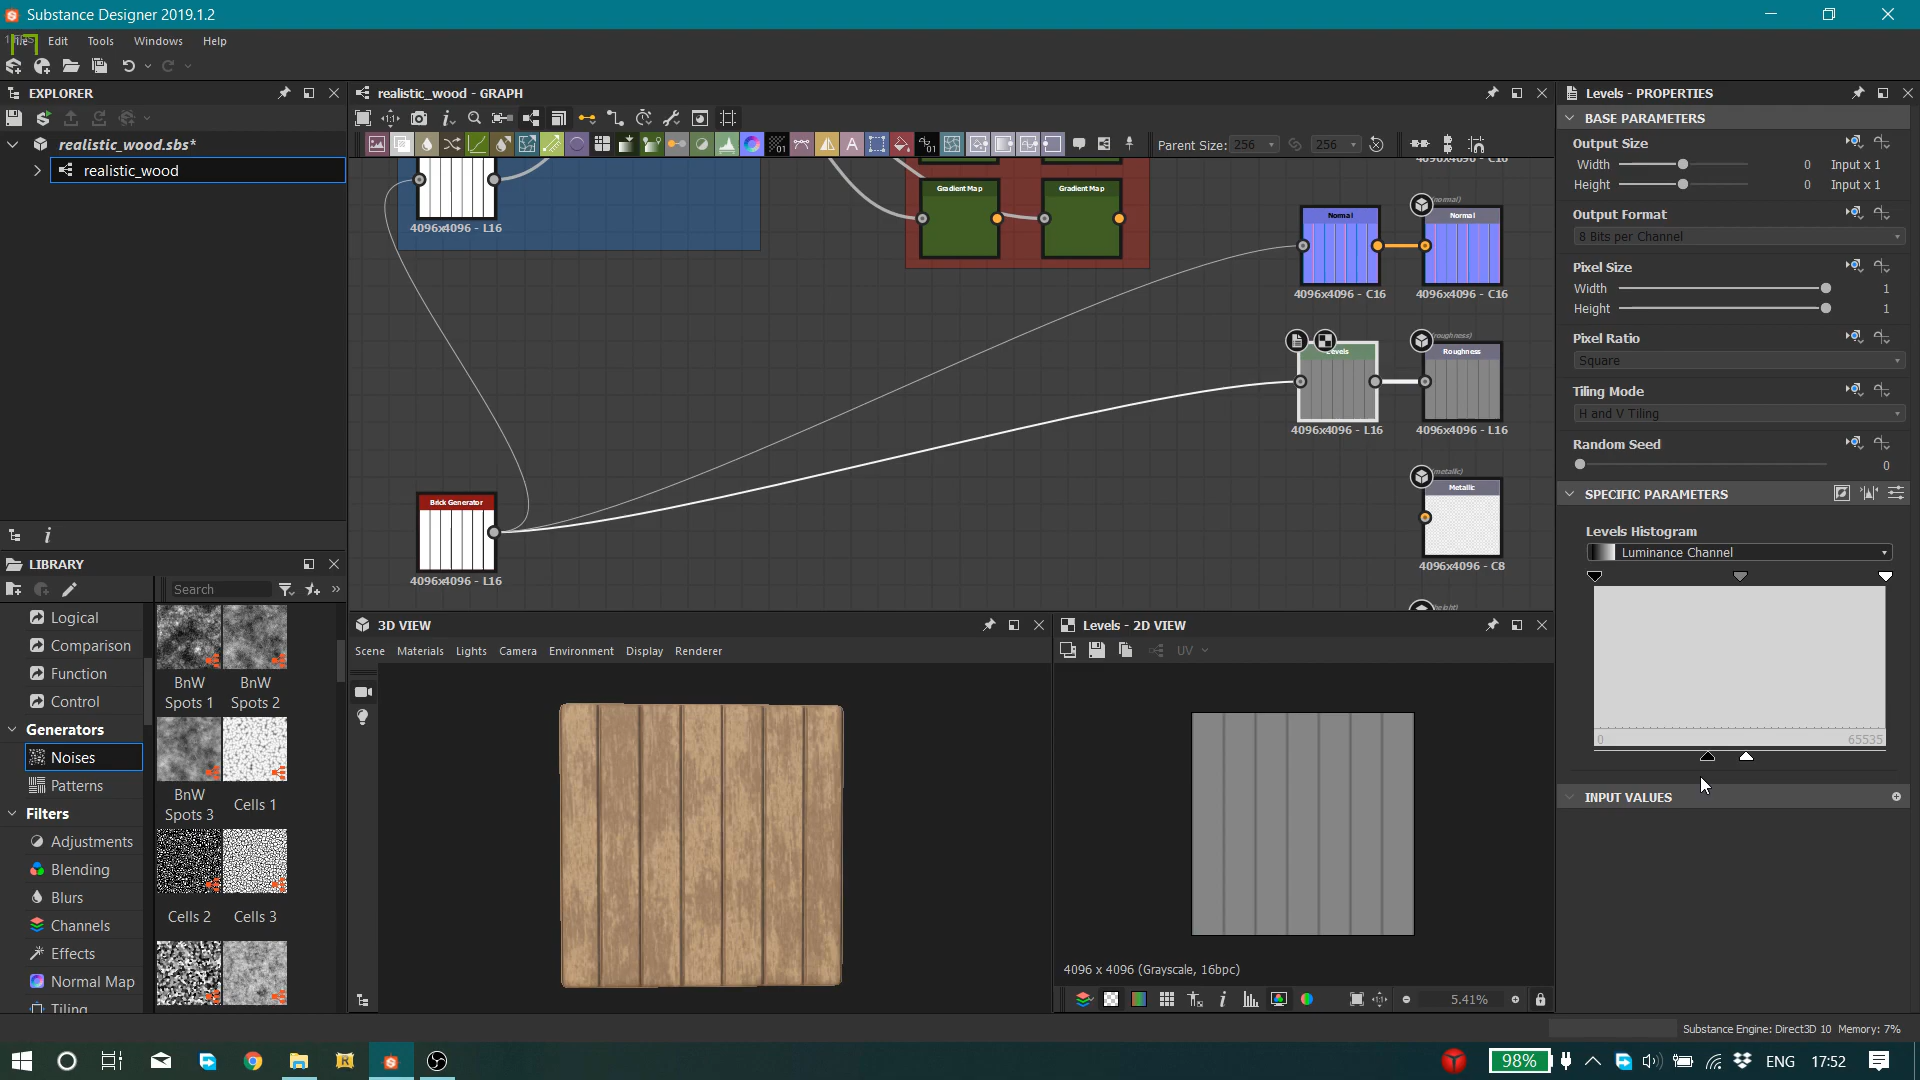 Substance Designer 2019.1.2
Edit
Tools
Windows
Help
EXPLORER
realistic_wood.sbs*
realistic_wood
LIBRARY
Search
Logical
Comparison
Function
Control
Generators
Noises
Patterns
Filters
Adjustments
Blending
Blurs
Channels
Effects
Normal Map
Tiling
BnW
Spots 1
BnW
Spots 2
BnW
Spots 3
Cells 1
Cells 2
Cells 3
realistic_wood - GRAPH
Parent Size: 256
256
4096x4096 - L16
Gradient Map
Gradient Map
4096x4096 - C16
Normal
(normal)
Normal
4096x4096 - C16
4096x4096 - C16
Levels
(roughness)
Roughness
4096x4096 - L16
4096x4096 - L16
(metallic)
Metallic
4096x4096 - C8
(height)
Brick Generator
4096x4096 - L16
3D VIEW
Scene
Materials
Lights
Camera
Environment
Display
Renderer
Levels - 2D VIEW
UV
4096 x 4096 (Grayscale, 16bpc)
5.41%
Levels - PROPERTIES
BASE PARAMETERS
Output Size
Width 0 Input x 1
Height 0 Input x 1
Output Format
8 Bits per Channel
Pixel Size
Width 1
Height 1
Pixel Ratio
Square
Tiling Mode
H and V Tiling
Random Seed
0
SPECIFIC PARAMETERS
Levels Histogram
Luminance Channel
0 65535
INPUT VALUES
Substance Engine: Direct3D 10 Memory: 7%
98%
ENG
17:52